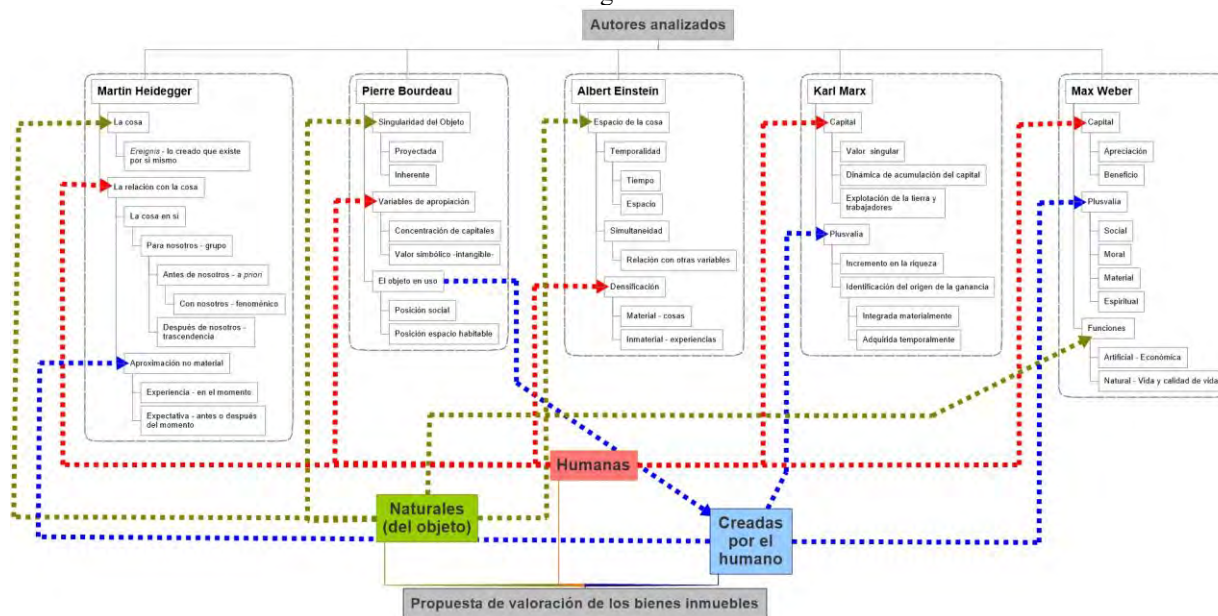 Autores analizados
Martin Heidegger
La cosa
Ereignis - lo creado que existe
por si mismo
La relación con la cosa
La cosa en sí
Para nosotros - grupo
Antes de nosotros - a priori
Con nosotros - fenoménico
Después de nosotros -
trascendencia
Aproximación no material
Experiencia - en el momento
Expectativa - antes o después
del momento
Pierre Bourdeau
Singularidad del Objeto
Proyectada
Inherente
Variables de apropiación
Concentración de capitales
Valor simbólico -intangible-
El objeto en uso
Posición social
Posición espacio habitable
Albert Einstein
Espacio de la cosa
Temporalidad
Tiempo
Espacio
Simultaneidad
Relación con otras variables
Densificación
Material - cosas
Inmaterial - experiencias
Karl Marx
Capital
Valor singular
Dinámica de acumulación del capital
Explotación de la tierra y
trabajadores
Plusvalía
Incremento en la riqueza
Identificación del origen de la ganancia
Integrada materialmente
Adquirida temporalmente
Max Weber
Capital
Apreciación
Beneficio
Plusvalia
Social
Moral
Material
Espiritual
Funciones
Artificial - Económica
Natural - Vida y calidad de vida
Humanas
Naturales
(del objeto)
Creadas
por el
humano
Propuesta de valoración de los bienes inmuebles